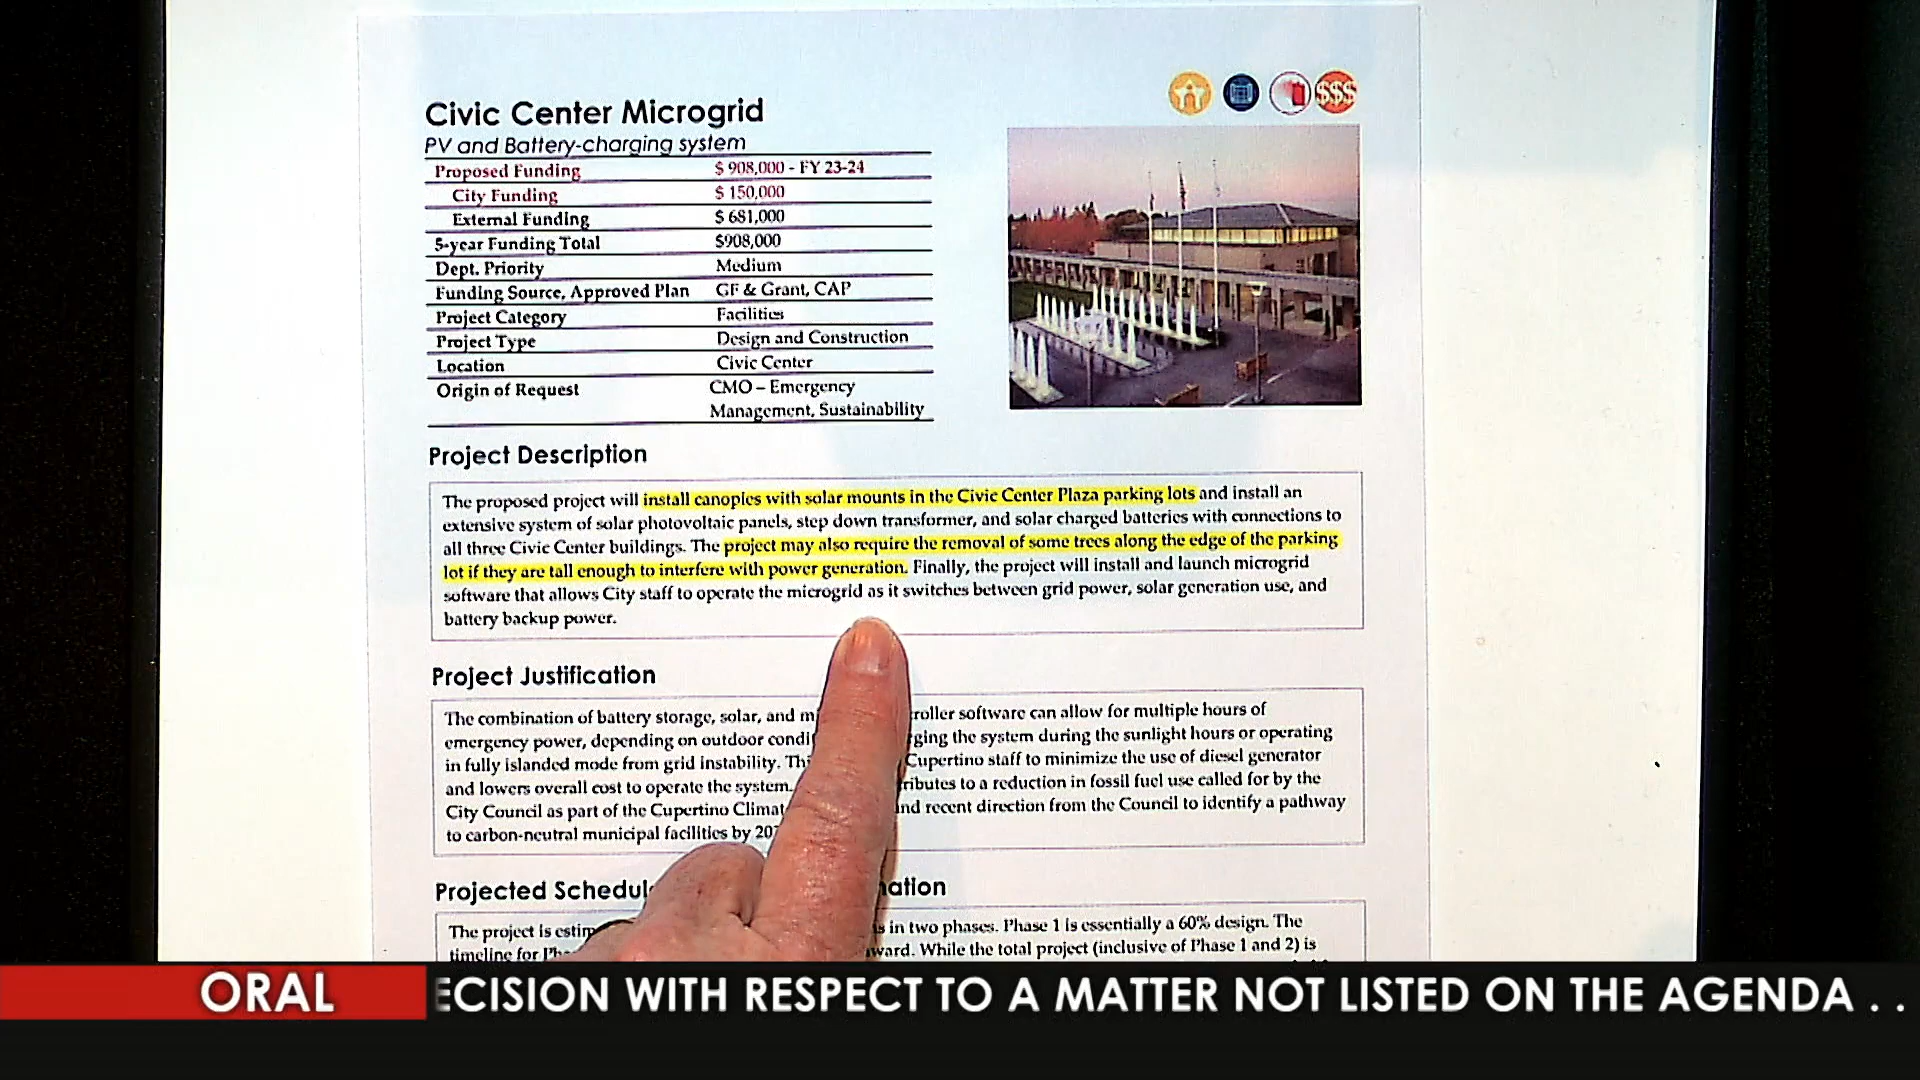 $$$
Civic Center Microgrid
PV and Battery-charging system
Proposed Funding $ 908,000 - FY 23-24
City Funding $ 150,000
External Funding $ 681,000
5-year Funding Total $908,000
Dept. Priority Medium
Funding Source, Approved Plan GF & Grant, CAP
Project Category Facilities
Project Type Design and Construction
Location Civic Center
Origin of Request CMO – Emergency
Management, Sustainability
Project Description
The proposed project will install canopies with solar mounts in the Civic Center Plaza parking lots and install an
extensive system of solar photovoltaic panels, step down transformer, and solar charged batteries with connections to
all three Civic Center buildings. The project may also require the removal of some trees along the edge of the parking
lot if they are tall enough to interfere with power generation. Finally, the project will install and launch microgrid
software that allows City staff to operate the microgrid as it switches between grid power, solar generation use, and
battery backup power.
Project Justification
The combination of battery storage, solar, and roller software can allow for multiple hours of
emergency power, depending on outdoor ging the system during the sunlight hours or operating
in fully islanded mode from grid instability. Cupertino staff to minimize the use of diesel generator
and lowers overall cost to operate the system. ributes to a reduction in fossil fuel use called for by the
City Council as part of the Cupertino nd recent direction from the Council to identify a pathway
to carbon-neutral municipal facilities by
Projected ation
The project is in two phases. Phase 1 is essentially a 60% design. The
timeline for ward. While the total project (inclusive of Phase 1 and 2) is
ORAL ECISION WITH RESPECT TO A MATTER NOT LISTED ON THE AGENDA . .